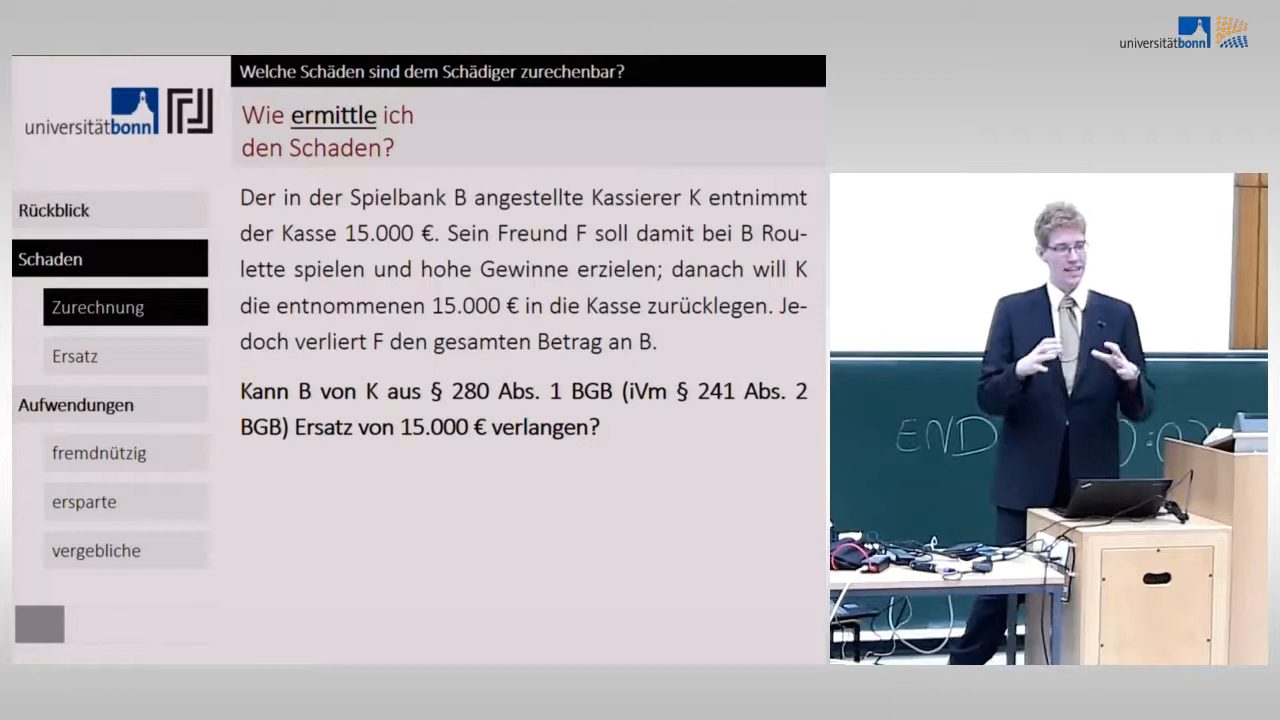 universitätbonn
Welche Schäden sind dem Schädiger zurechenbar?
universitätbonn
Wie ermittle ich
den Schaden?
Rückblick
Schaden
Zurechnung
Ersatz
Aufwendungen
fremdnützig
ersparte
vergebliche
Der in der Spielbank B angestellte Kassierer K entnimmt
der Kasse 15.000 €. Sein Freund F soll damit bei B Rou-
lette spielen und hohe Gewinne erzielen; danach will K
die entnommenen 15.000 € in die Kasse zurücklegen. Je-
doch verliert F den gesamten Betrag an B.
Kann B von K aus § 280 Abs. 1 BGB (iVm § 241 Abs. 2
BGB) Ersatz von 15.000 € verlangen?
END